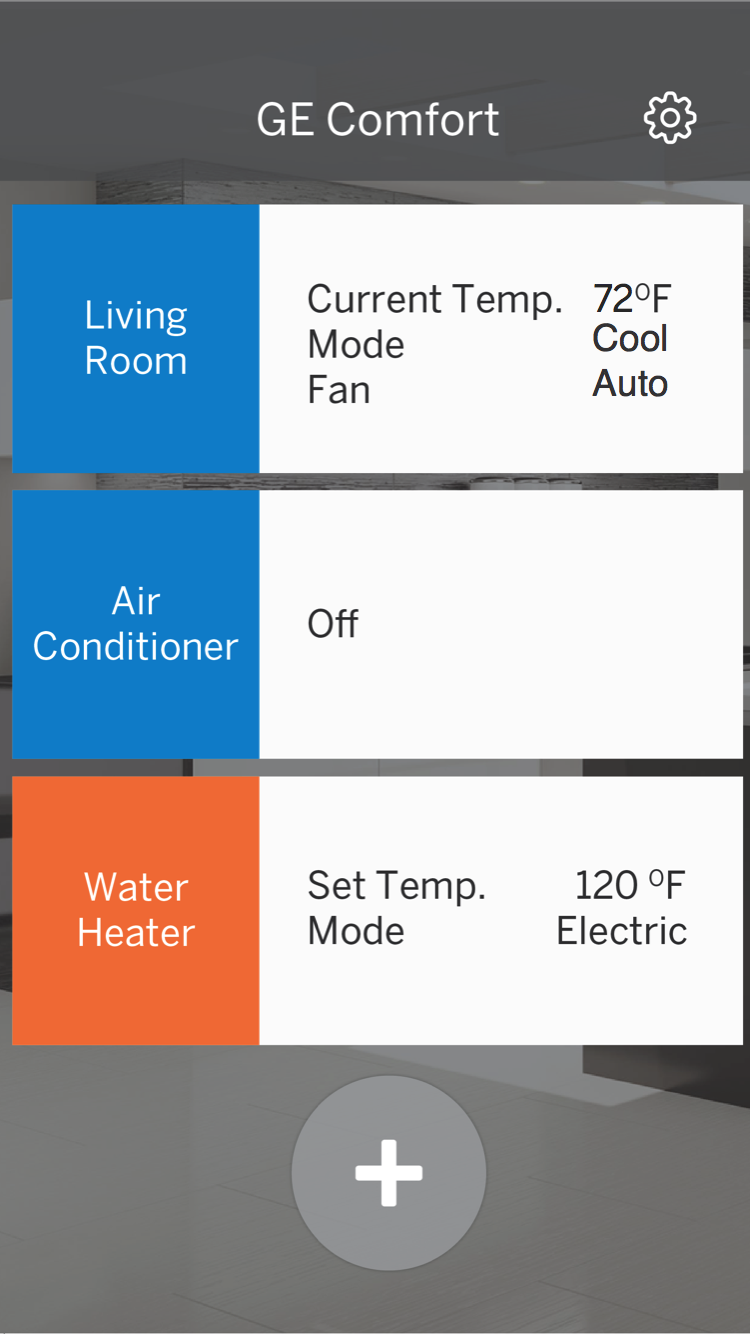 GE Comfort
Living
Room
Current Temp. 72°F
Mode Cool
Fan Auto
Air
Conditioner
Off
Water
Heater
Set Temp. 120 °F
Mode Electric